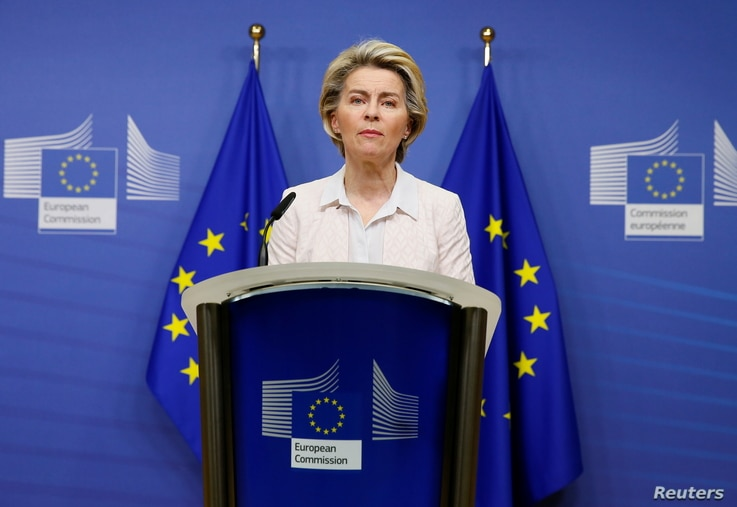 European
Commission
Commission
européenne
European
Commission
Reuters